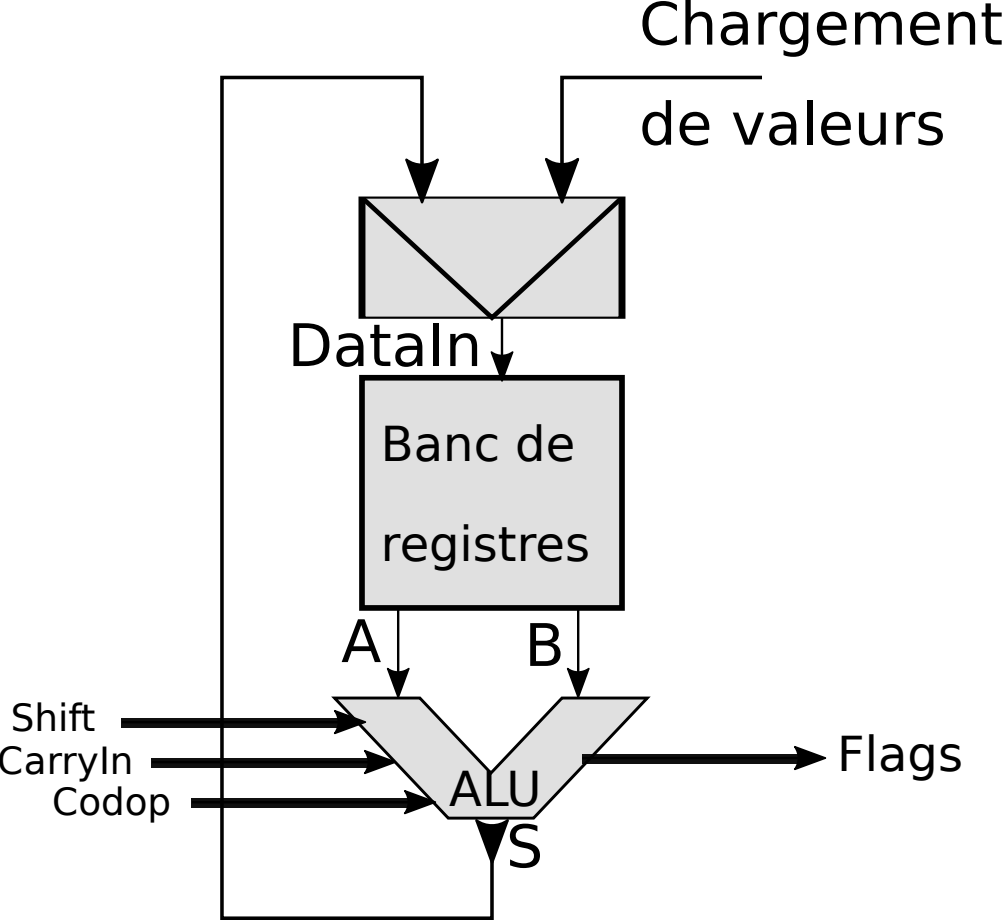 Chargement
de valeurs
DataIn
Banc de
registres
A
B
Shift
CarryIn
Codop
ALU
Flags
S